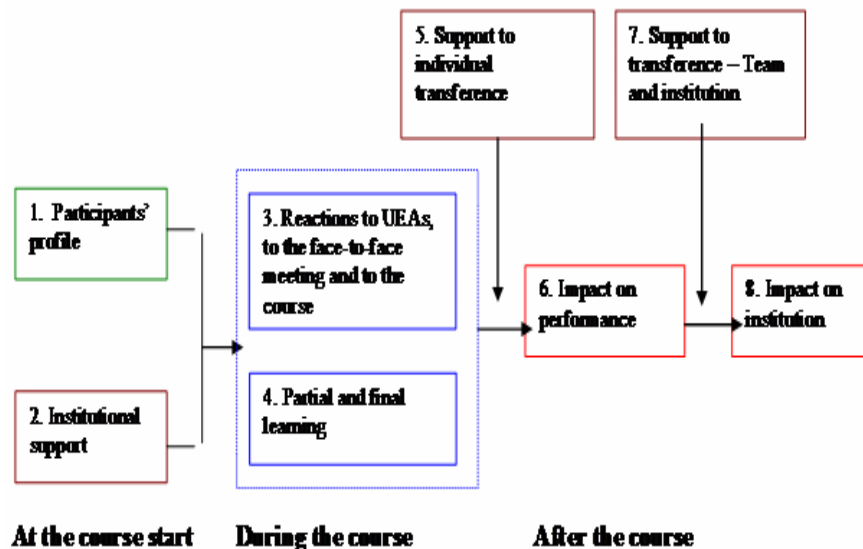 5. Support to
individual
transference
7. Support to
transference – Team
and institution
1. Participants’
profile
3. Reactions to UEAs,
to the face-to-face
meeting and to the
course
6. Impact on
performance
8. Impact on
institution
2. Institutional
support
4. Partial and final
learning
At the course start
During the course
After the course